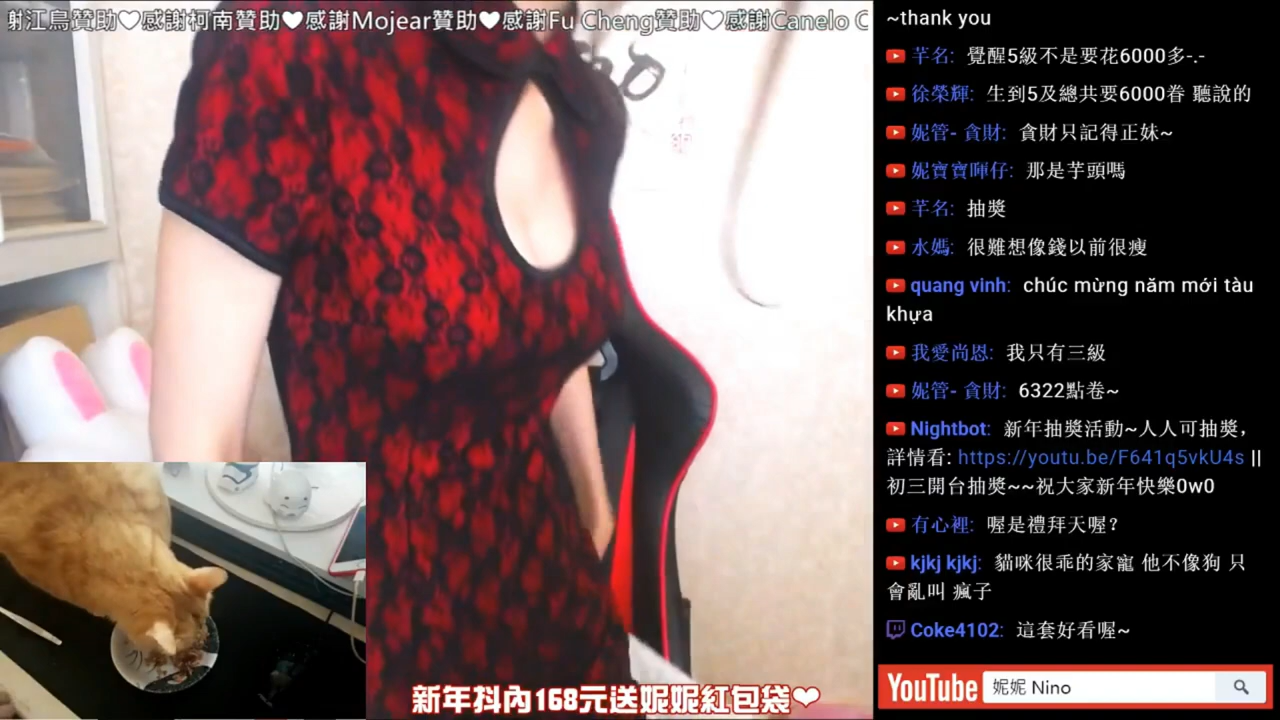 射江鳥贊助♥感謝柯南贊助♥感謝Mojear贊助♥感謝Fu Cheng贊助♡感謝Canelo C
~thank you
芋名: 覺醒5級不是要花6000多-.-
徐榮輝: 生到5及總共要6000眷 聽說的
妮管- 貪財: 貪財只記得正妹~
妮寶寶啤仔: 那是芋頭嗎
芋名: 抽獎
水媽: 很難想像錢以前很瘦
quang vinh: chúc mừng năm mới tàu
khựa
我愛尚恩: 我只有三級
妮管- 貪財: 6322點卷~
Nightbot: 新年抽獎活動~人人可抽獎,
詳情看: https://youtu.be/F641q5vkU4s ||
初三開台抽獎~~祝大家新年快樂0w0
有心裡: 喔是禮拜天喔?
kjkj kjkj: 貓咪很乖的家寵 他不像狗 只
會亂叫 瘋子
Coke4102: 這套好看喔~
新年抖內168元送妮妮紅包袋❤
YouTube 妮妮 Nino